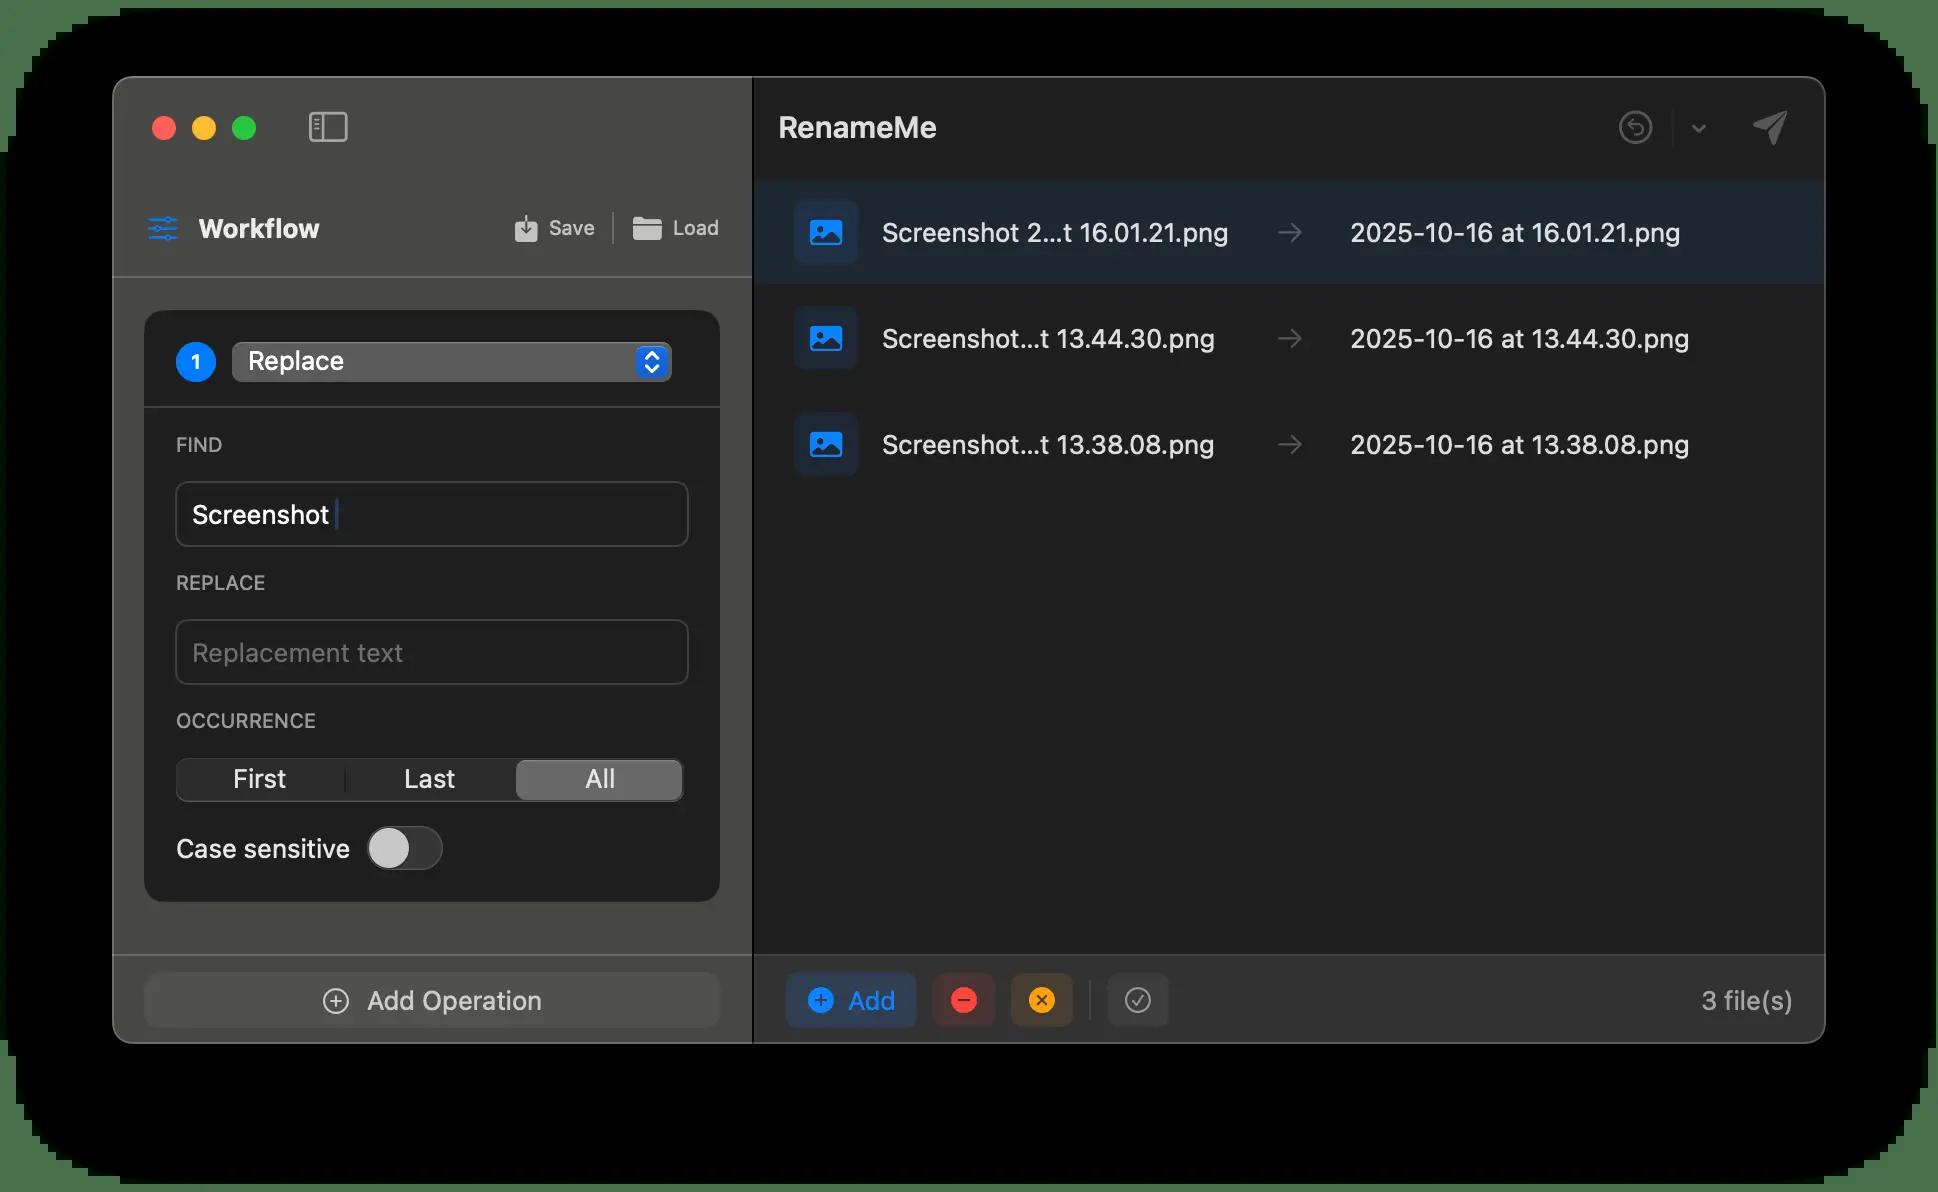 RenameMe
Workflow
Save
Load
1
Replace
FIND
Screenshot
REPLACE
Replacement text
OCCURRENCE
First
Last
All
Case sensitive
Add Operation
Screenshot 2...t 16.01.21.png
2025-10-16 at 16.01.21.png
Screenshot...t 13.44.30.png
2025-10-16 at 13.44.30.png
Screenshot...t 13.38.08.png
2025-10-16 at 13.38.08.png
Add
3 file(s)